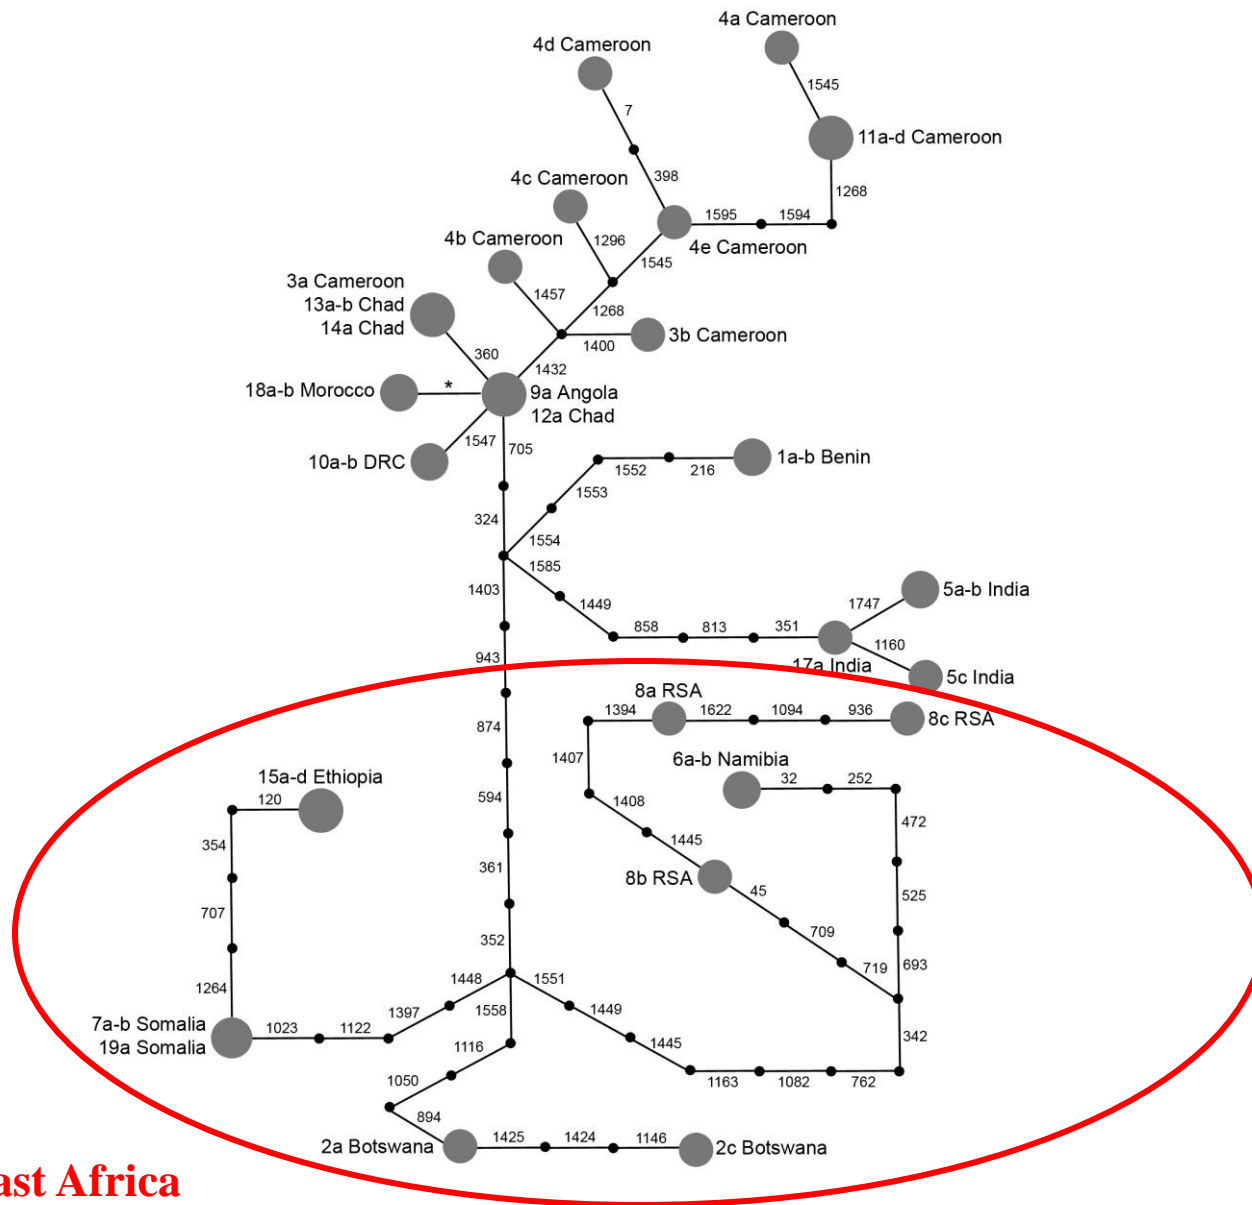 4a Cameroon
4d Cameroon
1545
7
11a-d Cameroon
398
4c Cameroon
1268
1595
1594
4b Cameroon
1296
4e Cameroon
1545
3a Cameroon
13a-b Chad
14a Chad
1457
1268
3b Cameroon
1400
360
1432
18a-b Morocco
*
9a Angola
12a Chad
1547
705
10a-b DRC
1552
216
1a-b Benin
1553
324
1554
1585
1403
1449
1747
5a-b India
858
813
351
1160
943
17a India
5c India
8a RSA
1394
1622
1094
936
8c RSA
874
1407
6a-b Namibia
15a-d Ethiopia
32
252
120
594
1408
472
354
1445
361
8b RSA
45
525
707
709
352
719
693
1264
1448
1551
1397
1558
1449
342
7a-b Somalia
19a Somalia
1023
1122
1445
1116
1163
1082
762
1050
894
2a Botswana
1425
1424
1146
2c Botswana
ast Africa